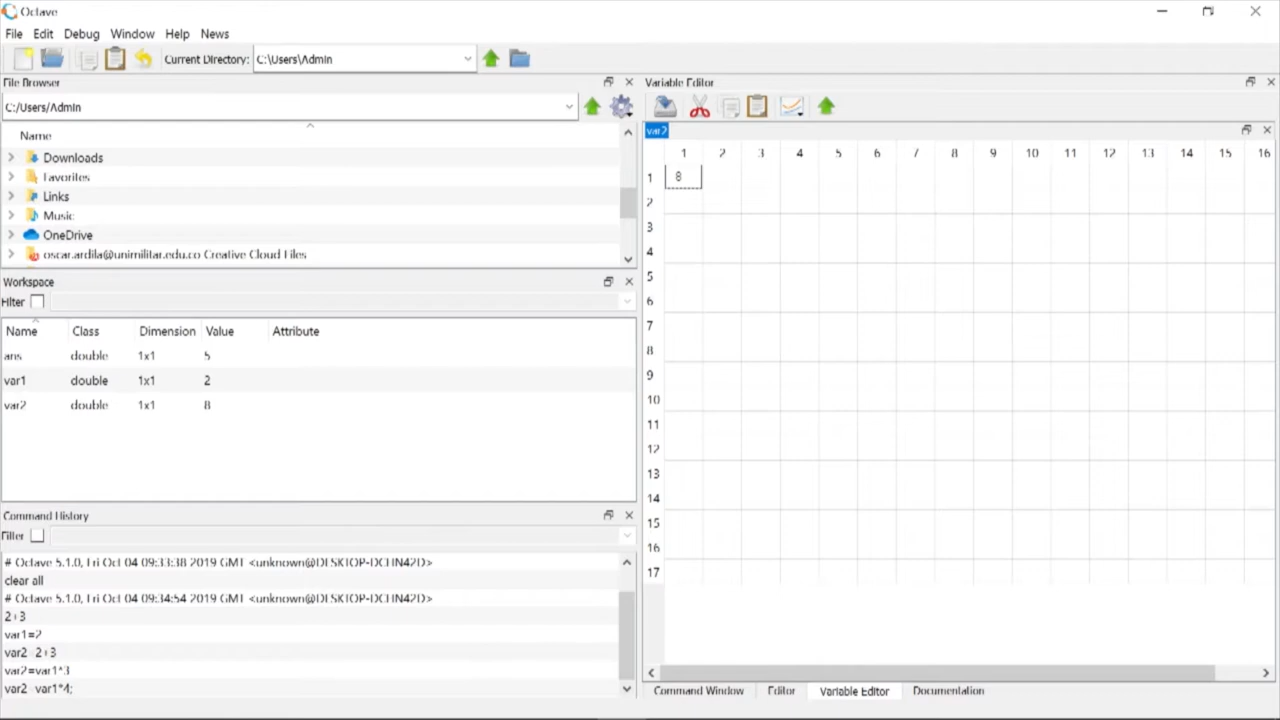 Octave
File Edit Debug Window Help News
Current Directory: C:\Users\Admin
File Browser
C:/Users/Admin
Name
Downloads
Favorites
Links
Music
OneDrive
oscar.ardila@unimilitar.edu.co Creative Cloud Files
Workspace
Filter
Name Class Dimension Value Attribute
ans double 1x1 5
var1 double 1x1 2
var2 double 1x1 8
Command History
Filter
# Octave 5.1.0, Fri Oct 04 09:33:38 2019 GMT
clear all
# Octave 5.1.0, Fri Oct 04 09:34:54 2019 GMT
2+3
var1=2
var2=2+3
var2=var1*3
var2=var1*4;
Variable Editor
var2
1 2 3 4 5 6 7 8 9 10 11 12 13 14 15 16
1 8
2
3
4
5
6
7
8
9
10
11
12
13
14
15
16
17
Command Window Editor Variable Editor Documentation